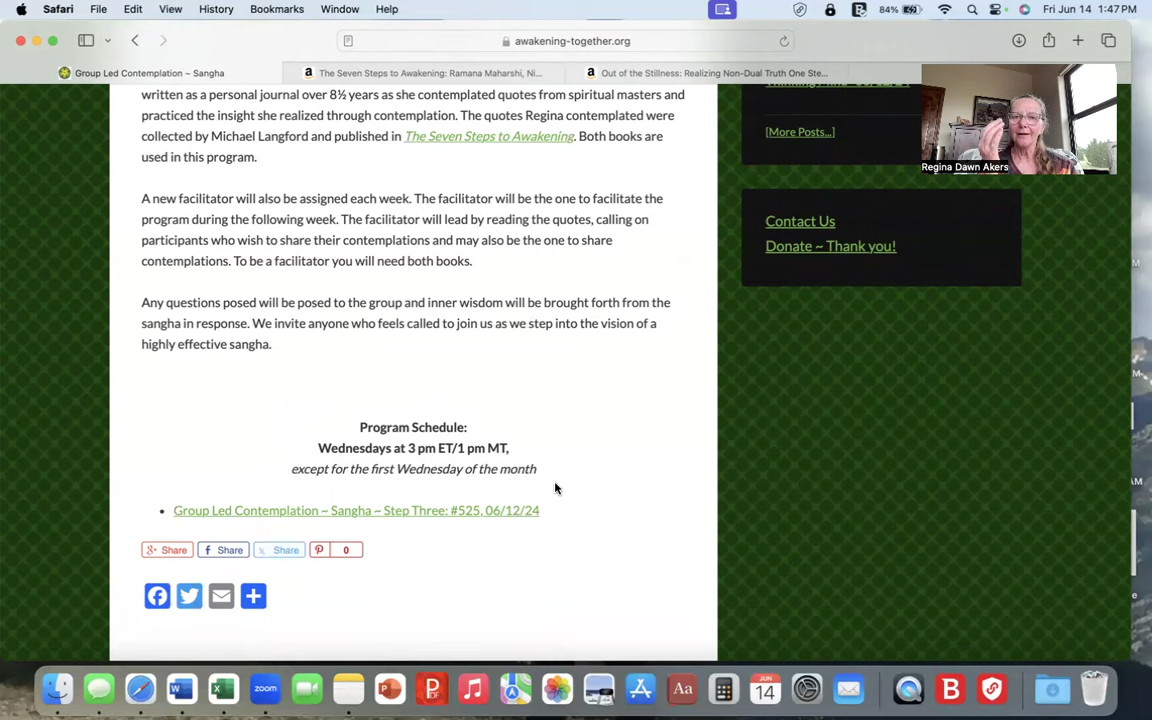 Safari File Edit View History Bookmarks Window Help 84% Fri Jun 14 1:47 PM
awakening-together.org
Group Led Contemplation ~ Sangha The Seven Steps to Awakening: Ramana Maharshi, Ni... Out of the Stillness: Realizing Non-Dual Truth One Ste...
written as a personal journal over 8½ years as she contemplated quotes from spiritual masters and
practiced the insight she realized through contemplation. The quotes Regina contemplated were
collected by Michael Langford and published in The Seven Steps to Awakening. Both books are
used in this program.
A new facilitator will also be assigned each week. The facilitator will be the one to facilitate the
program during the following week. The facilitator will lead by reading the quotes, calling on
participants who wish to share their contemplations and may also be the one to share
contemplations. To be a facilitator you will need both books.
Any questions posed will be posed to the group and inner wisdom will be brought forth from the
sangha in response. We invite anyone who feels called to join us as we step into the vision of a
highly effective sangha.
Program Schedule:
Wednesdays at 3 pm ET/1 pm MT,
except for the first Wednesday of the month
Group Led Contemplation ~ Sangha ~ Step Three: #525, 06/12/24
Share Share Share 0
[More Posts...]
Contact Us
Donate ~ Thank you!
Regina Dawn Akers
zoom
JUN
14